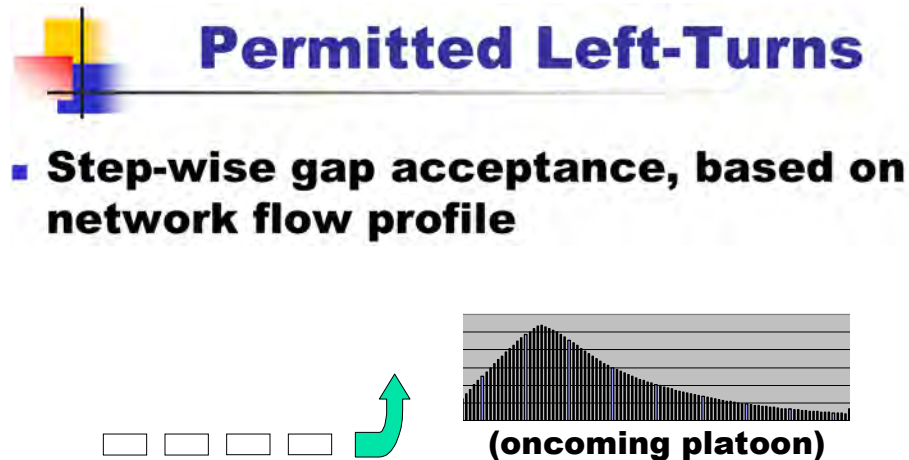 Permitted Left-Turns
Step-wise gap acceptance, based on
network flow profile
(oncoming platoon)